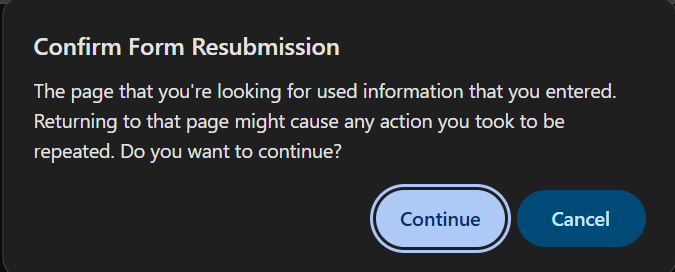 Confirm Form Resubmission
The page that you're looking for used information that you entered.
Returning to that page might cause any action you took to be
repeated. Do you want to continue?
Continue
Cancel